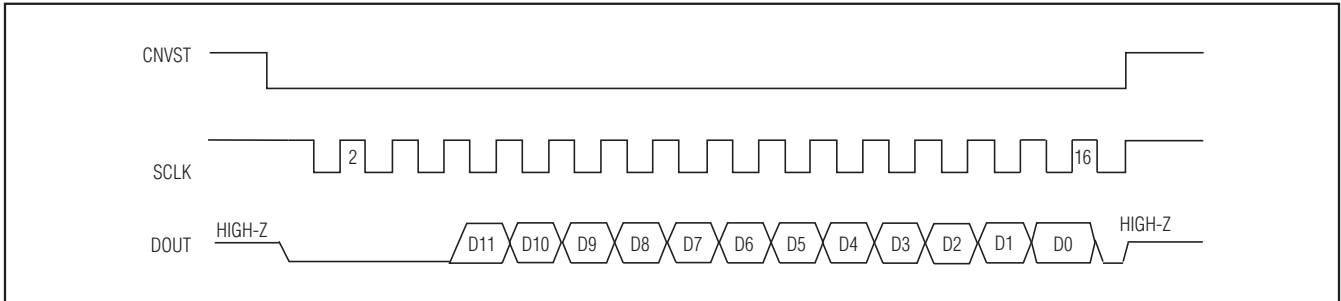 CNVST
SCLK 2 16
DOUT HIGH-Z D11 D10 D9 D8 D7 D6 D5 D4 D3 D2 D1 D0 HIGH-Z